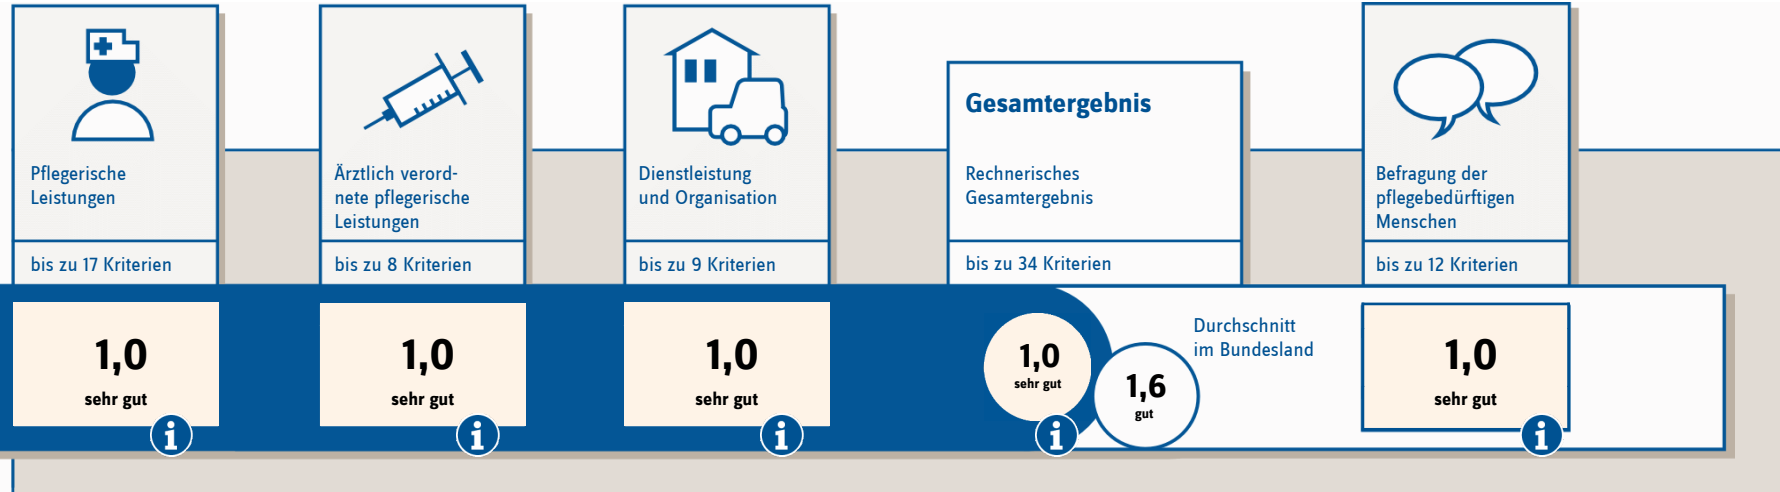 Pflegerische
Leistungen
bis zu 17 Kriterien
1,0
sehr gut
i
Ärztlich verord-
nete pflegerische
Leistungen
bis zu 8 Kriterien
1,0
sehr gut
i
Dienstleistung
und Organisation
bis zu 9 Kriterien
1,0
sehr gut
i
Gesamtergebnis
Rechnerisches
Gesamtergebnis
bis zu 34 Kriterien
1,0
sehr gut
i
1,6
gut
Durchschnitt
im Bundesland
Befragung der
pflegebedürftigen
Menschen
bis zu 12 Kriterien
1,0
sehr gut
i